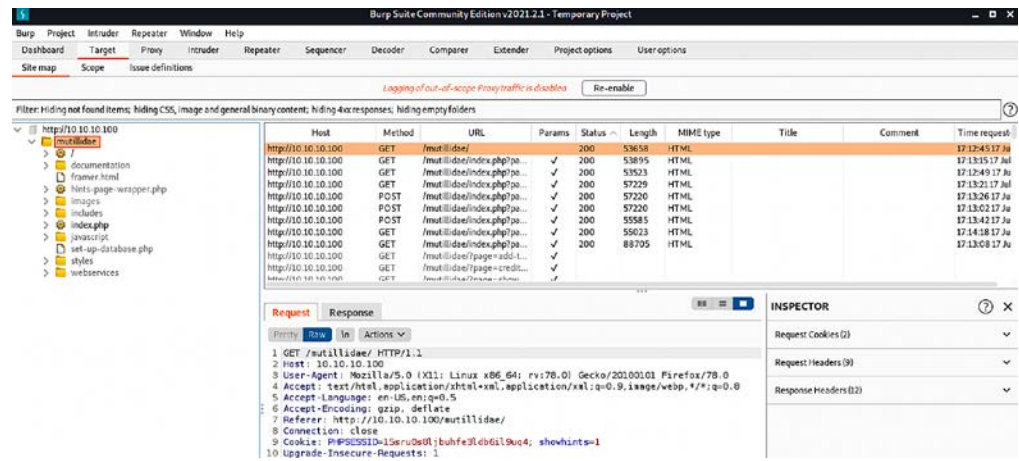 Burp Suite Community Edition v2021.2.1 - Temporary Project
Burp Project Intruder Repeater Window Help
Dashboard Target Proxy Intruder Repeater Sequencer Decoder Comparer Extender Project options User options
Site map Scope Issue definitions
Logging of out-of-scope Proxy traffic is disabled Re-enable
Filter: Hiding not found items; hiding CSS, image and general binary content; hiding 4xx responses; hiding empty folders
http://10.10.10.100
mutillidae
/
documentation
framer.html
hints-page-wrapper.php
images
includes
index.php
javascript
set-up-database.php
styles
webservices
Host Method URL Params Status Length MIME type Title Comment Time request
http://10.10.10.100 GET /mutillidae/ 200 53658 HTML 17:12:45 17 Ju
http://10.10.10.100 GET /mutillidae/index.php?pa... ✓ 200 53895 HTML 17:13:15 17 Jul
http://10.10.10.100 GET /mutillidae/index.php?pa... ✓ 200 53523 HTML 17:12:49 17 Ju
http://10.10.10.100 GET /mutillidae/index.php?pa... ✓ 200 57229 HTML 17:13:21 17 Jul
http://10.10.10.100 POST /mutillidae/index.php?pa... ✓ 200 57220 HTML 17:13:26 17 Ju
http://10.10.10.100 POST /mutillidae/index.php?pa... ✓ 200 57220 HTML 17:13:02 17 Ju
http://10.10.10.100 POST /mutillidae/index.php?pa... ✓ 200 55585 HTML 17:13:42 17 Ju
http://10.10.10.100 GET /mutillidae/index.php?pa... ✓ 200 55023 HTML 17:14:18 17 Ju
http://10.10.10.100 GET /mutillidae/index.php?pa... ✓ 200 88705 HTML 17:13:08 17 Ju
http://10.10.10.100 GET /mutillidae/?page=add-t... ✓
http://10.10.10.100 GET /mutillidae/?page=credit... ✓
http://10.10.10.100 GET /mutillidae/?page=show... ✓
Request Response
Pretty Raw \n Actions
1 GET /mutillidae/ HTTP/1.1
2 Host: 10.10.10.100
3 User-Agent: Mozilla/5.0 (X11; Linux x86_64; rv:78.0) Gecko/20100101 Firefox/78.0
4 Accept: text/html,application/xhtml+xml,application/xml;q=0.9,image/webp,*/*;q=0.8
5 Accept-Language: en-US,en;q=0.5
6 Accept-Encoding: gzip, deflate
7 Referer: http://10.10.10.100/mutillidae/
8 Connection: close
9 Cookie: PHPSESSID=15sru0s8ljbuhfe3ldb6il9uq4; showhints=1
10 Upgrade-Insecure-Requests: 1
INSPECTOR
Request Cookies (2)
Request Headers (9)
Response Headers (12)